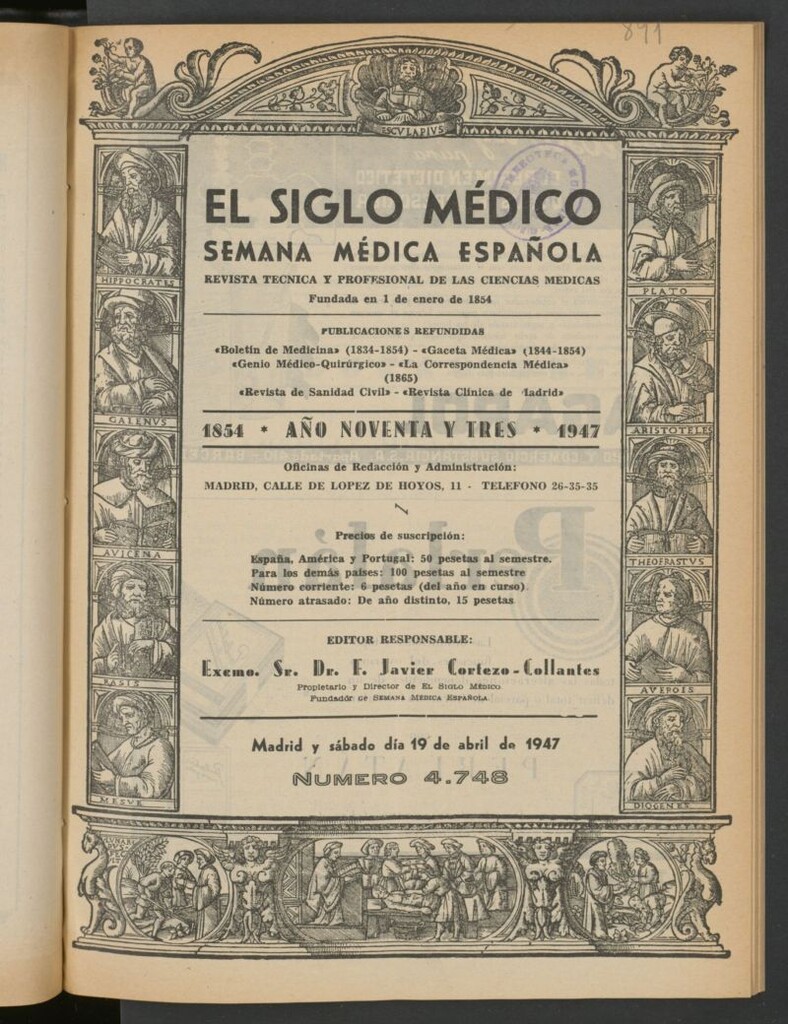 891
ESCULAPIVS
EL SIGLO MÉDICO
SEMANA MÉDICA ESPAÑOLA
REVISTA TECNICA Y PROFESIONAL DE LAS CIENCIAS MEDICAS
Fundada en 1 de enero de 1854
PUBLICACIONES REFUNDIDAS
«Boletín de Medicina» (1834-1854) - «Gaceta Médica» (1844-1854)
«Genio Médico-Quirúrgico» - «La Correspondencia Médica»
(1865)
«Revista de Sanidad Civil» - «Revista Clínica de Madrid»
1854 * AÑO NOVENTA Y TRES * 1947
Oficinas de Redacción y Administración:
MADRID, CALLE DE LOPEZ DE HOYOS, 11 - TELEFONO 26-35-35
Precios de suscripción:
España, América y Portugal: 50 pesetas al semestre.
Para los demás países: 100 pesetas al semestre
Número corriente: 6 pesetas (del año en curso).
Número atrasado: De año distinto, 15 pesetas
EDITOR RESPONSABLE:
Excmo. Sr. Dr. F. Javier Cortezo-Collantes
Propietario y Director de EL SIGLO MÉDICO
Fundador de SEMANA MÉDICA ESPAÑOLA
Madrid y sábado día 19 de abril de 1947
NUMERO 4.748
HIPPOCRATES
GALENVS
AVICENA
RASIS
MESVE
PLATO
ARISTOTELES
THEOFRASTVS
AVEROIS
DIOGENES